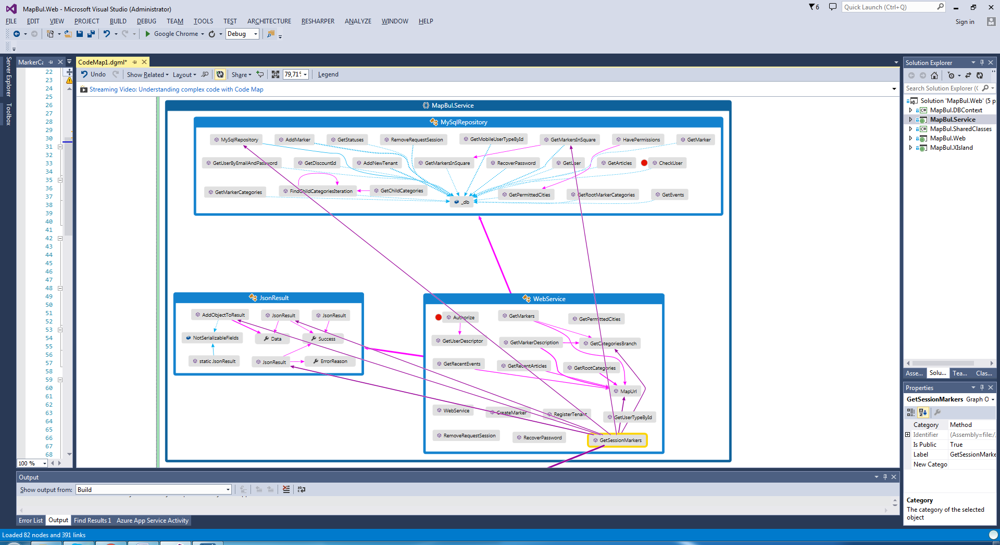 MapBul.Web - Microsoft Visual Studio (Administrator)
6
Quick Launch (Ctrl+Q)
FILE EDIT VIEW PROJECT BUILD DEBUG TEAM TOOLS TEST ARCHITECTURE RESHARPER ANALYZE WINDOW HELP
Sign in
Google Chrome Debug
Server Explorer
Toolbox
MarkerCa
CodeMap1.dgml*
Undo Show Related Layout Share 79,71% Legend
Streaming Video: Understanding complex code with Code Map
22
23
24
25
26
27
28
29
30
31
32
33
34
35
36
37
38
39
40
41
42
43
44
45
46
47
48
49
50
51
52
53
54
55
56
57
58
59
60
61
62
63
64
65
66
67
68
100 %
MapBul.Service
MySqlRepository
MySqlRepository AddMarker GetStatuses RemoveRequestSession GetMobileUserTypeById GetMarkersInSquare HavePermissions GetMarker
GetUserByEmailAndPassword GetDiscountId AddNewTenant GetMarkersInSquare RecoverPassword GetUser GetArticles CheckUser
GetMarkerCategories FindChildCategoriesIteration GetChildCategories _db GetPermittedCities GetRootMarkerCategories GetEvents
JsonResult
AddObjectToResult JsonResult JsonResult
NotSerializableFields Data Success
static JsonResult JsonResult ErrorReason
WebService
Authorize GetMarkers GetPermittedCities
GetUserDescriptor GetMarkerDescription GetCategoriesBranch
GetRecentEvents GetRecentArticles GetRootCategories
MapUrl
WebService CreateMarker RegisterTenant GetUserTypeById
RemoveRequestSession RecoverPassword GetSessionMarkers
Solution Explorer
Search Solution Explorer (
Solution 'MapBul.Web' (5 p
MapBul.DBContext
MapBul.Service
MapBul.SharedClasses
MapBul.Web
MapBul.XIsland
Asse... Solu... Tea... Clas...
Properties
GetSessionMarkers Graph O
Category Method
Identifier (Assembly=file:/
Is Public True
Label GetSessionMarke
New Catego
Category
The category of the selected
object
Output
Show output from: Build
Error List Output Find Results 1 Azure App Service Activity
Loaded 82 nodes and 391 links